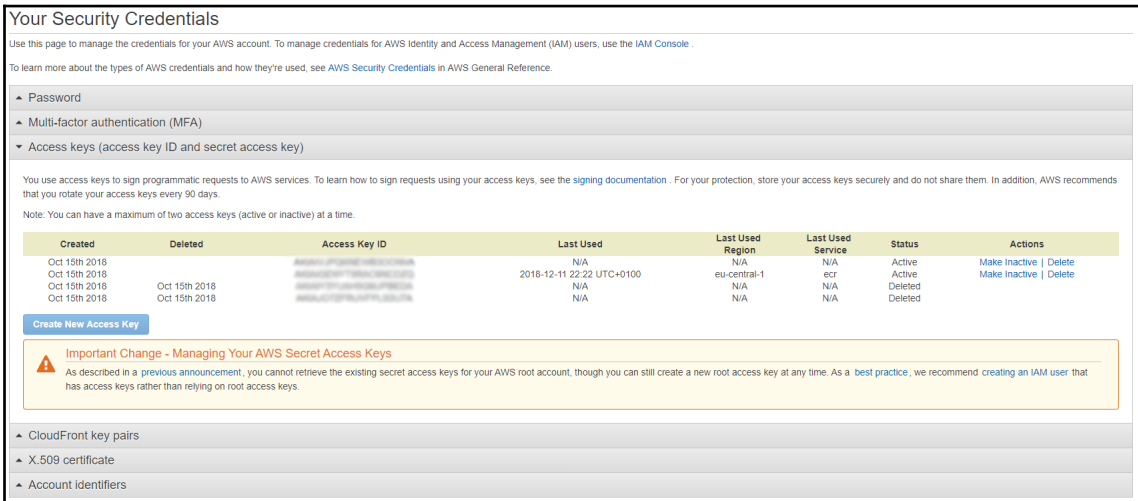 Your Security Credentials
Use this page to manage the credentials for your AWS account. To manage credentials for AWS Identity and Access Management (IAM) users, use the IAM Console .
To learn more about the types of AWS credentials and how they're used, see AWS Security Credentials in AWS General Reference.
Password
Multi-factor authentication (MFA)
Access keys (access key ID and secret access key)
You use access keys to sign programmatic requests to AWS services. To learn how to sign requests using your access keys, see the signing documentation . For your protection, store your access keys securely and do not share them. In addition, AWS recommends
that you rotate your access keys every 90 days.
Note: You can have a maximum of two access keys (active or inactive) at a time.
Created Deleted Access Key ID Last Used Last Used Region Last Used Service Status Actions
Oct 15th 2018 N/A N/A N/A Active Make Inactive | Delete
Oct 15th 2018 2018-12-11 22:22 UTC+0100 eu-central-1 ecr Active Make Inactive | Delete
Oct 15th 2018 Oct 15th 2018 N/A N/A N/A Deleted
Oct 15th 2018 Oct 15th 2018 N/A N/A N/A Deleted
Create New Access Key
Important Change - Managing Your AWS Secret Access Keys
As described in a previous announcement, you cannot retrieve the existing secret access keys for your AWS root account, though you can still create a new root access key at any time. As a best practice, we recommend creating an IAM user that
has access keys rather than relying on root access keys.
CloudFront key pairs
X.509 certificate
Account identifiers